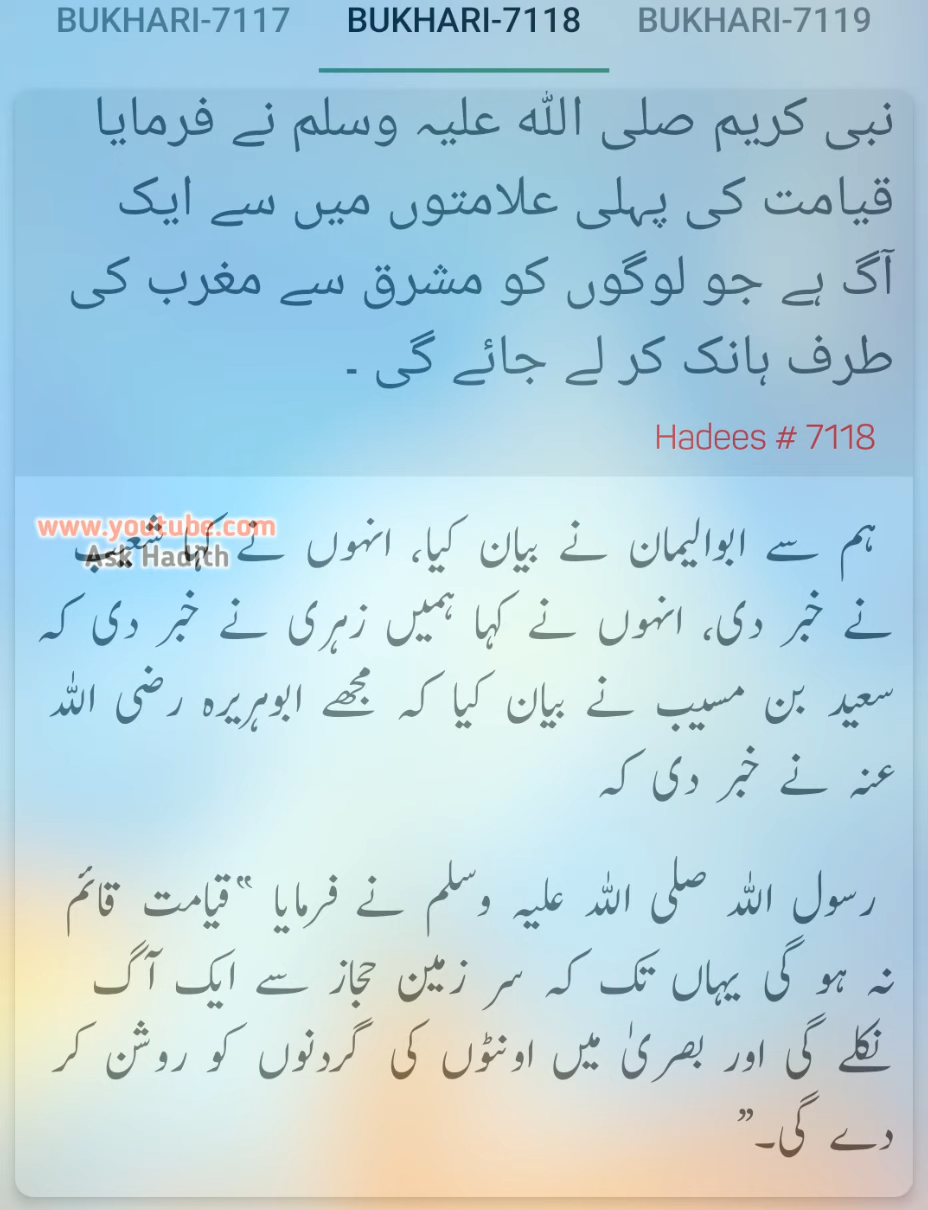 BUKHARI-7117 BUKHARI-7118 BUKHARI-7119
نبی کریم صلی اللہ علیہ وسلم نے فرمایا
قیامت کی پہلی علامتوں میں سے ایک
آگ ہے جو لوگوں کو مشرق سے مغرب کی
طرف ہانک کر لے جائے گی ۔
Hadees # 7118
www.youtube.com
Ask Hadith
ہم سے ابوالیمان نے بیان کیا، انہوں نے کہا شعیب
نے خبر دی، انہوں نے کہا ہمیں زہری نے خبر دی کہ
سعید بن مسیب نے بیان کیا کہ مجھے ابوہریرہ رضی اللہ
عنہ نے خبر دی کہ
رسول اللہ صلی اللہ علیہ وسلم نے فرمایا “قیامت قائم
نہ ہو گی یہاں تک کہ سر زمین حجاز سے ایک آگ
نکلے گی اور بصریٰ میں اونٹوں کی گردنوں کو روشن کر
دے گی۔”